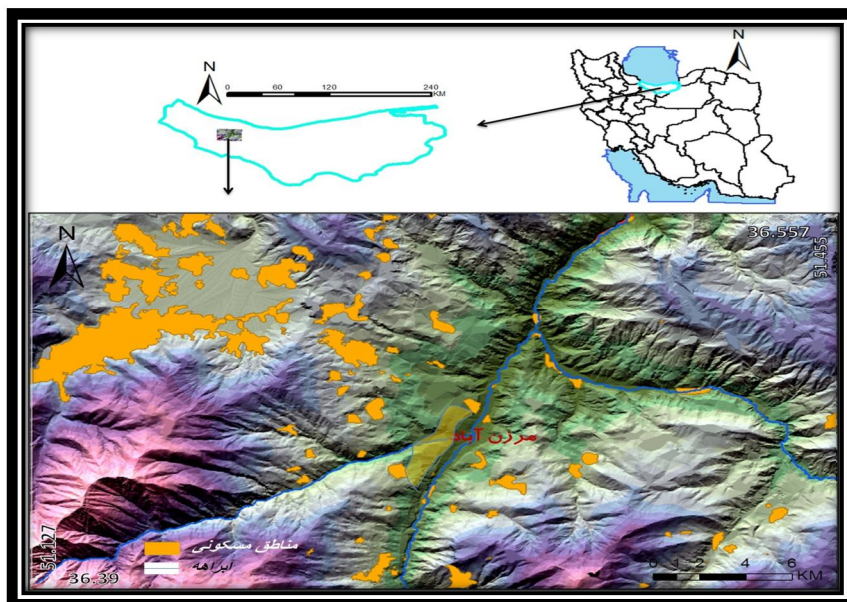 N
N
0 60 120 240
KM
N
36.557
51.455
مرزن آباد
51.127
36.39
مناطق مسکونی
ابراهه
0 1 2 4 6
KM